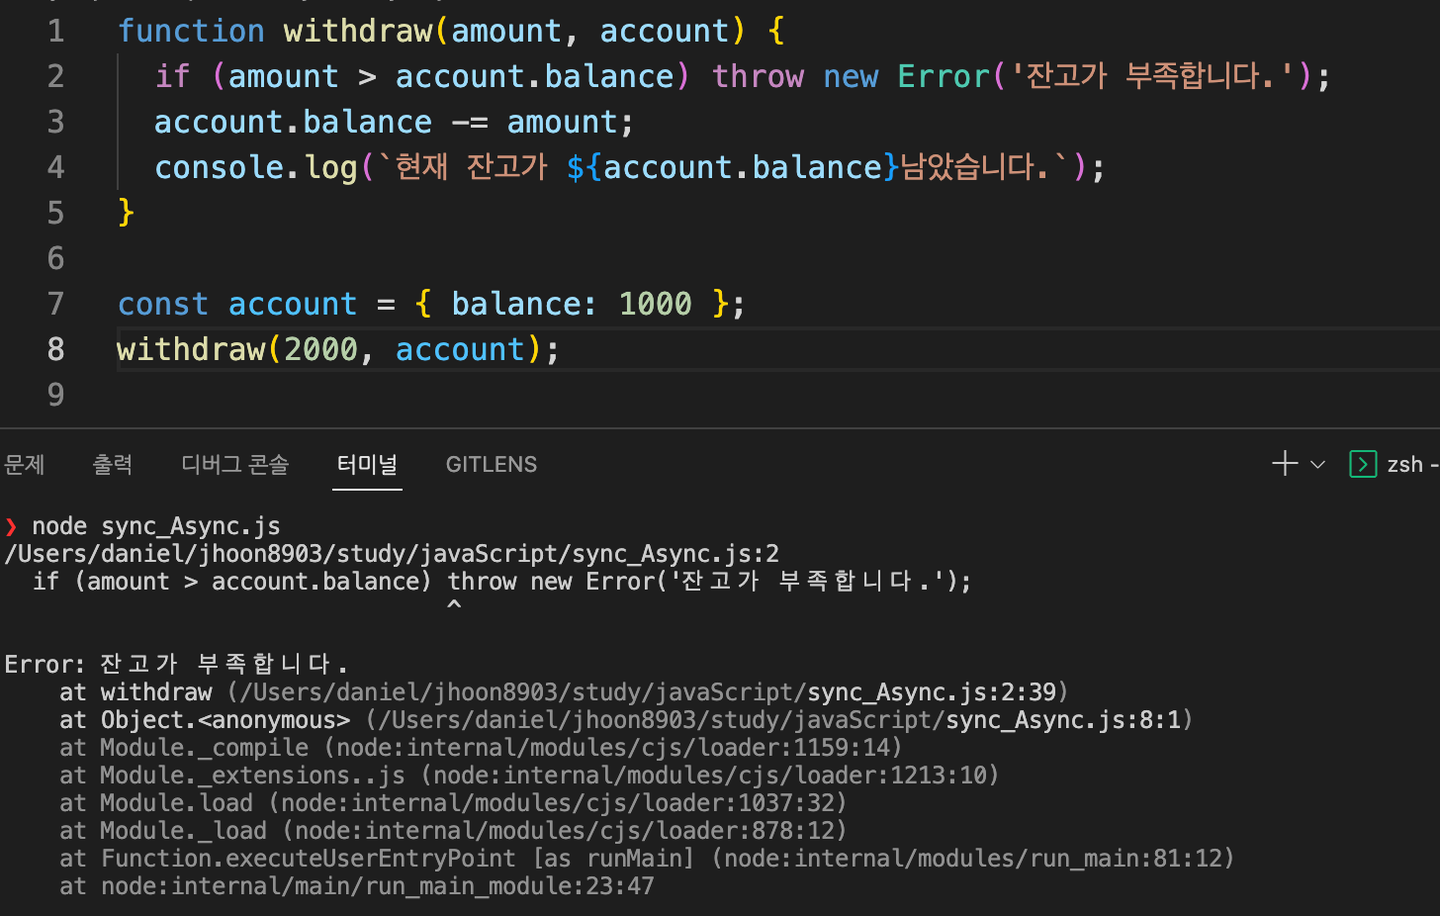 1 function withdraw(amount, account) {
2 if (amount > account.balance) throw new Error('잔고가 부족합니다.');
3 account.balance -= amount;
4 console.log(`현재 잔고가 ${account.balance}남았습니다.`);
5 }
6
7 const account = { balance: 1000 };
8 withdraw(2000, account);
9
문제 출력 디버그 콘솔 터미널 GITLENS zsh -
❯ node sync_Async.js
/Users/daniel/jhoon8903/study/javaScript/sync_Async.js:2
if (amount > account.balance) throw new Error('잔고가 부족합니다.');
^
Error: 잔고가 부족합니다.
at withdraw (/Users/daniel/jhoon8903/study/javaScript/sync_Async.js:2:39)
at Object.<anonymous> (/Users/daniel/jhoon8903/study/javaScript/sync_Async.js:8:1)
at Module._compile (node:internal/modules/cjs/loader:1159:14)
at Module._extensions..js (node:internal/modules/cjs/loader:1213:10)
at Module.load (node:internal/modules/cjs/loader:1037:32)
at Module._load (node:internal/modules/cjs/loader:878:12)
at Function.executeUserEntryPoint [as runMain] (node:internal/modules/run_main:81:12)
at node:internal/main/run_main_module:23:47